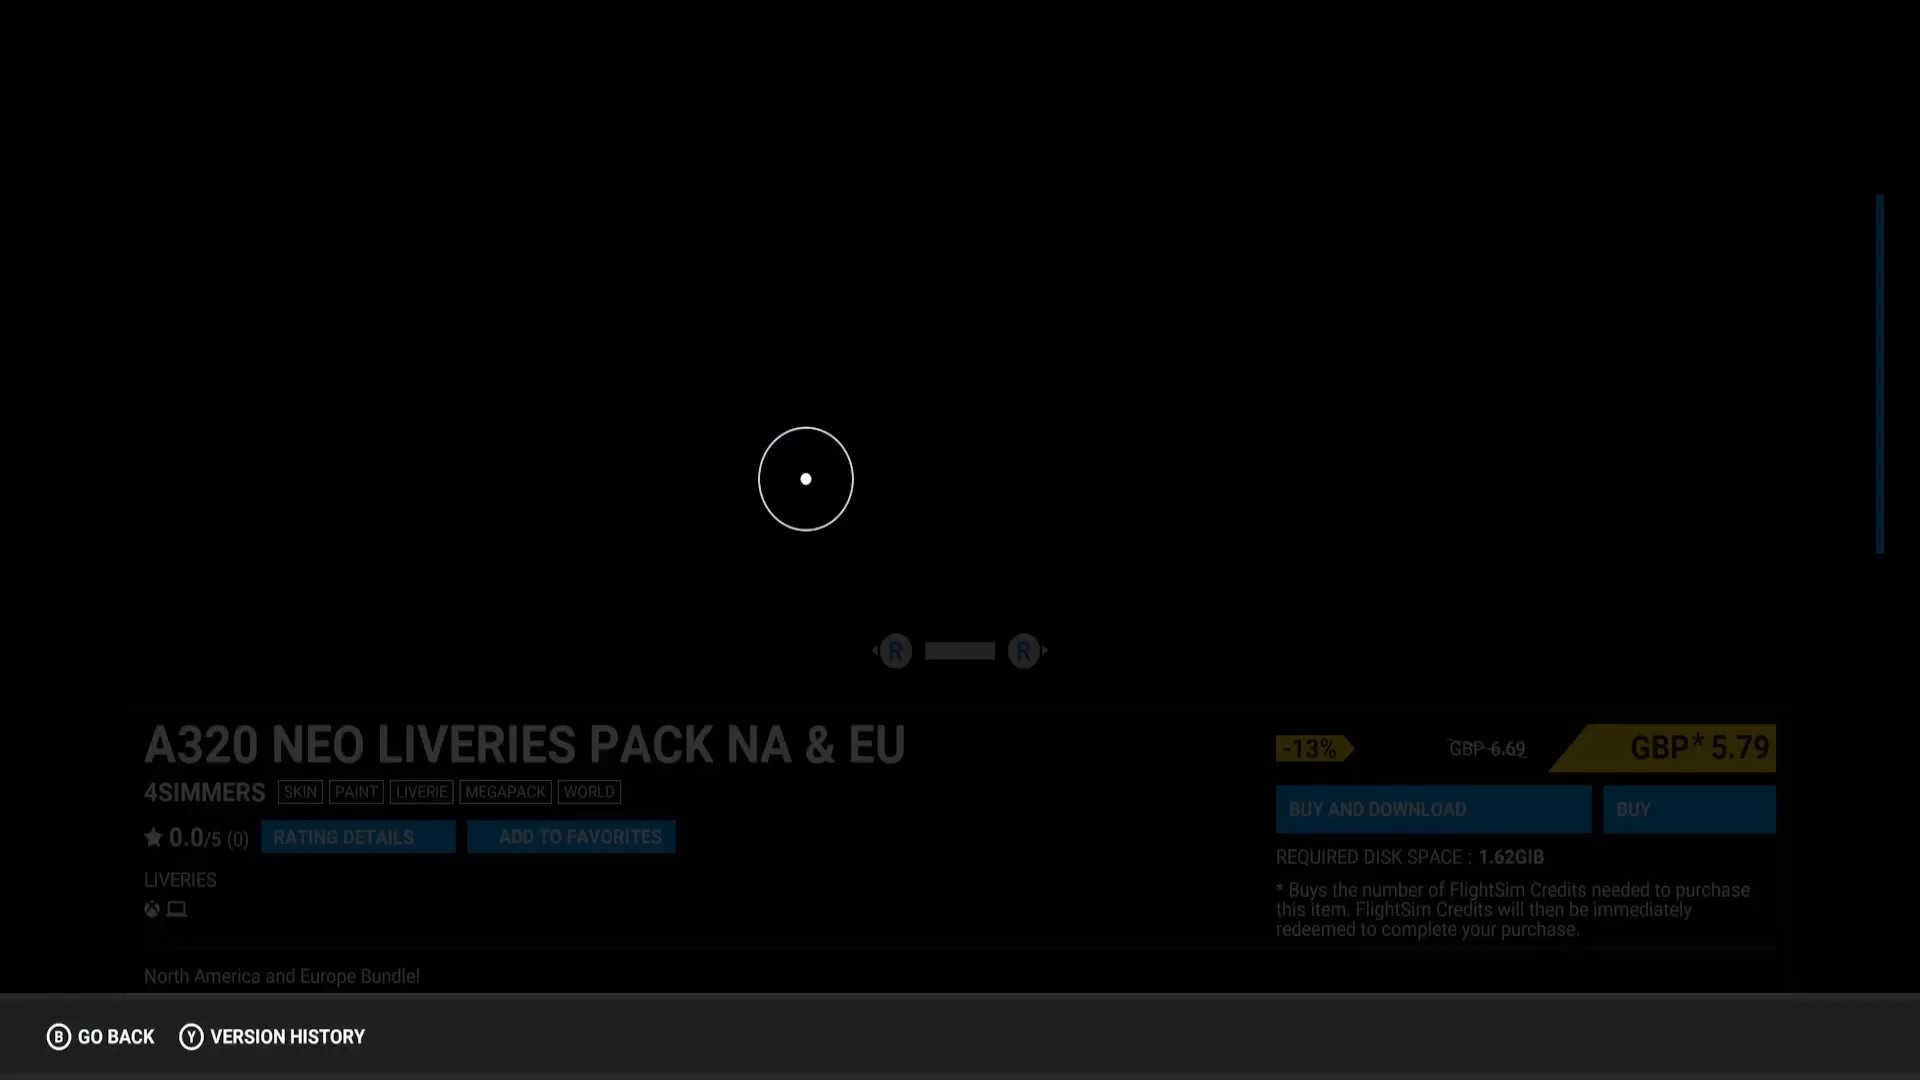 R R
A320 NEO LIVERIES PACK NA & EU
4SIMMERS SKIN PAINT LIVERIE MEGAPACK WORLD
0.0/5 (0) RATING DETAILS ADD TO FAVORITES
LIVERIES
North America and Europe Bundle!
-13% GBP 6.69 GBP* 5.79
BUY AND DOWNLOAD BUY
REQUIRED DISK SPACE : 1.62GIB
* Buys the number of FlightSim Credits needed to purchase
this item. FlightSim Credits will then be immediately
redeemed to complete your purchase.
B GO BACK Y VERSION HISTORY